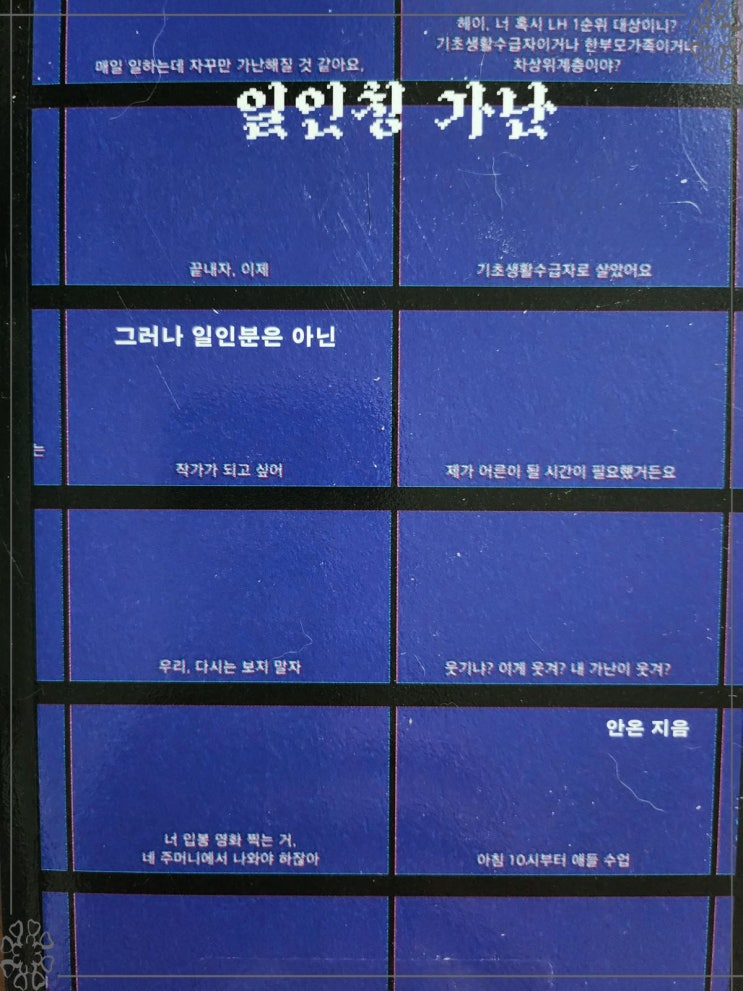 헤이, 너 혹시 LH 1순위 대상이니?
기초생활수급자이거나 한부모가족이거나
차상위계층이야?
매일 일하는데 자꾸만 가난해질 것 같아요.
일인칭 가난
끝내자, 이제
기초생활수급자로 살았어요
그러나 일인분은 아닌
는
작가가 되고 싶어
제가 어른이 될 시간이 필요했거든요
우리, 다시는 보지 말자
웃기냐? 이게 웃겨? 내 가난이 웃겨?
안온 지음
너 입봉 영화 찍는 거,
네 주머니에서 나와야 하잖아
아침 10시부터 애들 수업